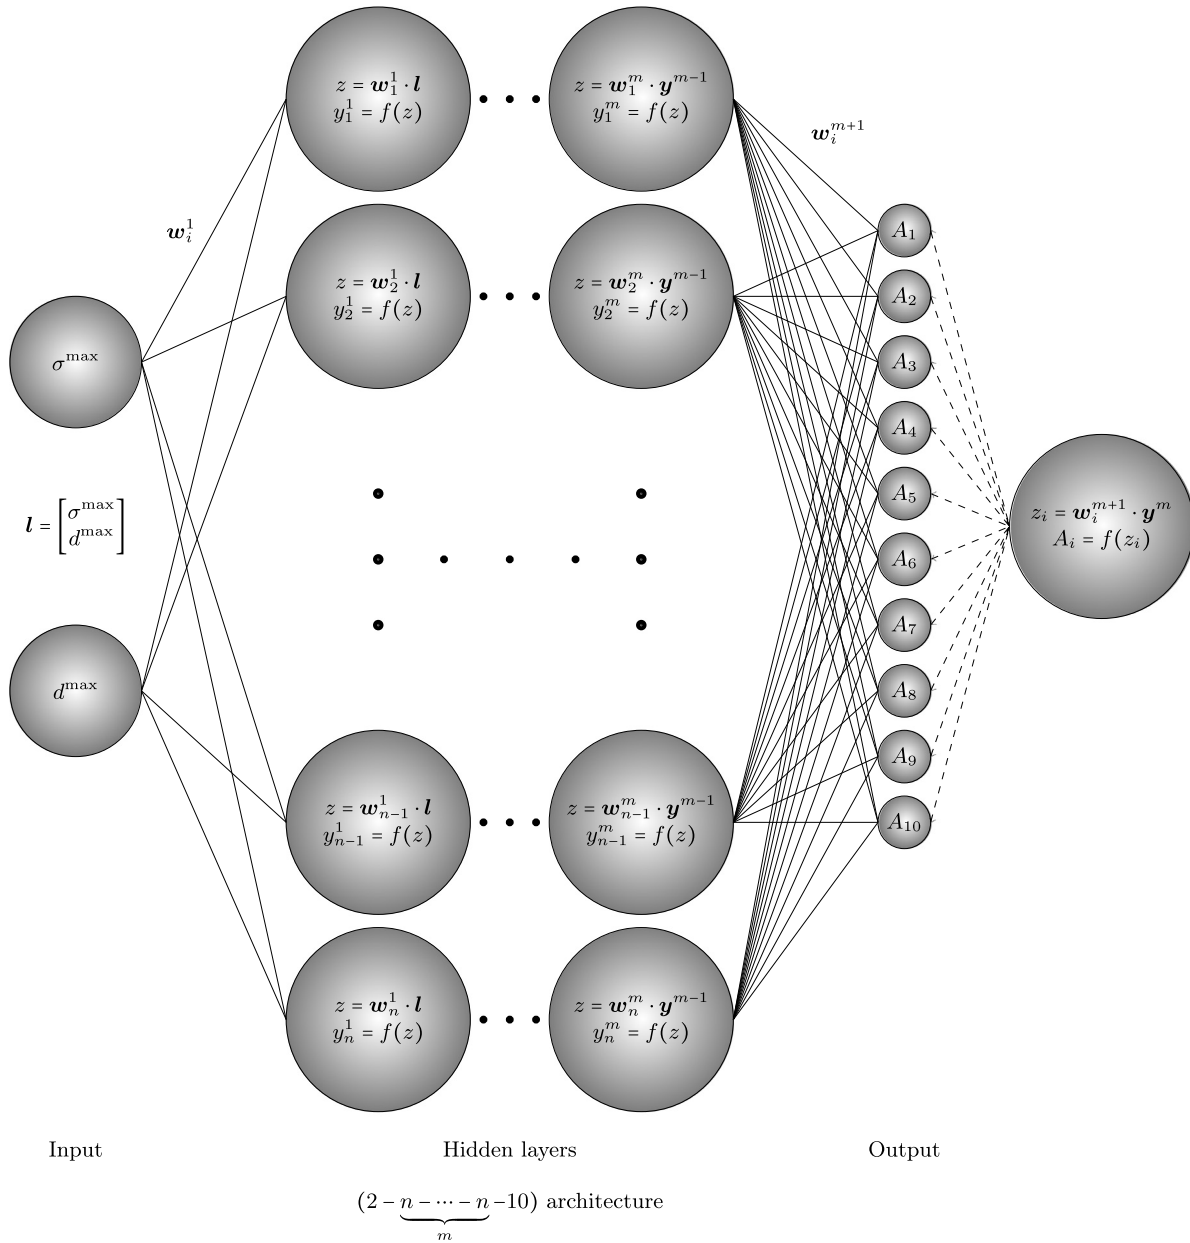 z = w_1^1 · l
y_1^1 = f(z)
z = w_1^m · y^{m−1}
y_1^m = f(z)
w_i^{m+1}
w_i^1
z = w_2^1 · l
y_2^1 = f(z)
z = w_2^m · y^{m−1}
y_2^m = f(z)
A_1
A_2
A_3
A_4
A_5
A_6
A_7
A_8
A_9
A_{10}
σ^{max}
l = [σ^{max}
d^{max}]
d^{max}
z_i = w_i^{m+1} · y^m
A_i = f(z_i)
z = w_{n−1}^1 · l
y_{n−1}^1 = f(z)
z = w_{n−1}^m · y^{m−1}
y_{n−1}^m = f(z)
z = w_n^1 · l
y_n^1 = f(z)
z = w_n^m · y^{m−1}
y_n^m = f(z)
Input
Hidden layers
Output
(2 − n − ⋯ − n −10) architecture
m